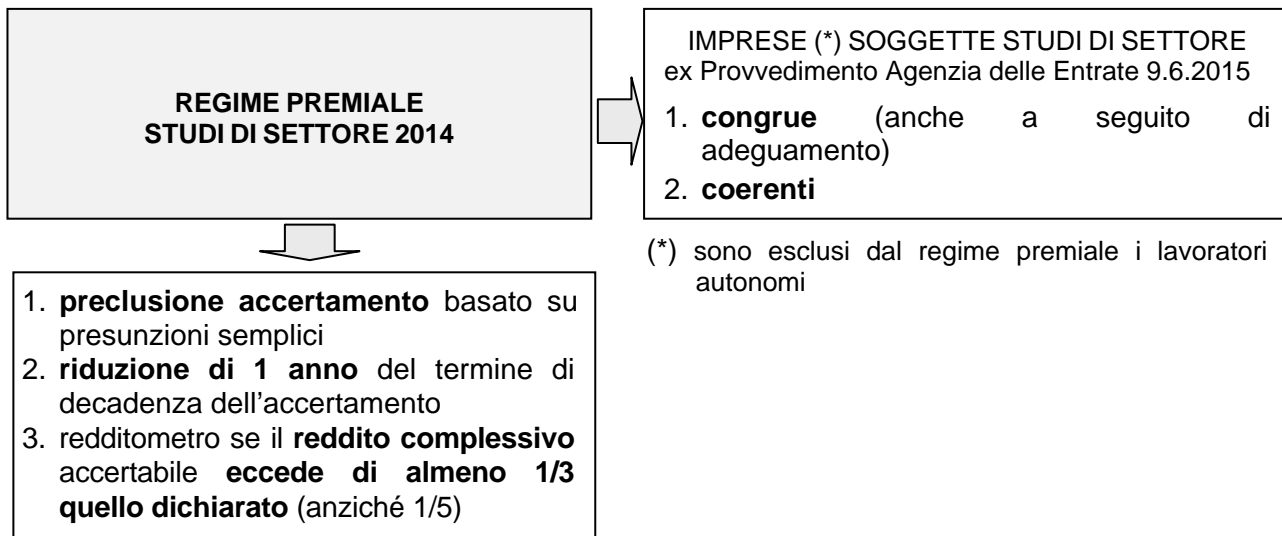 REGIME PREMIALE
STUDI DI SETTORE 2014
IMPRESE (*) SOGGETTE STUDI DI SETTORE
ex Provvedimento Agenzia delle Entrate 9.6.2015
1. congrue (anche a seguito di
adeguamento)
2. coerenti
(*) sono esclusi dal regime premiale i lavoratori
autonomi
1. preclusione accertamento basato su
presunzioni semplici
2. riduzione di 1 anno del termine di
decadenza dell’accertamento
3. redditometro se il reddito complessivo
accertabile eccede di almeno 1/3
quello dichiarato (anziché 1/5)